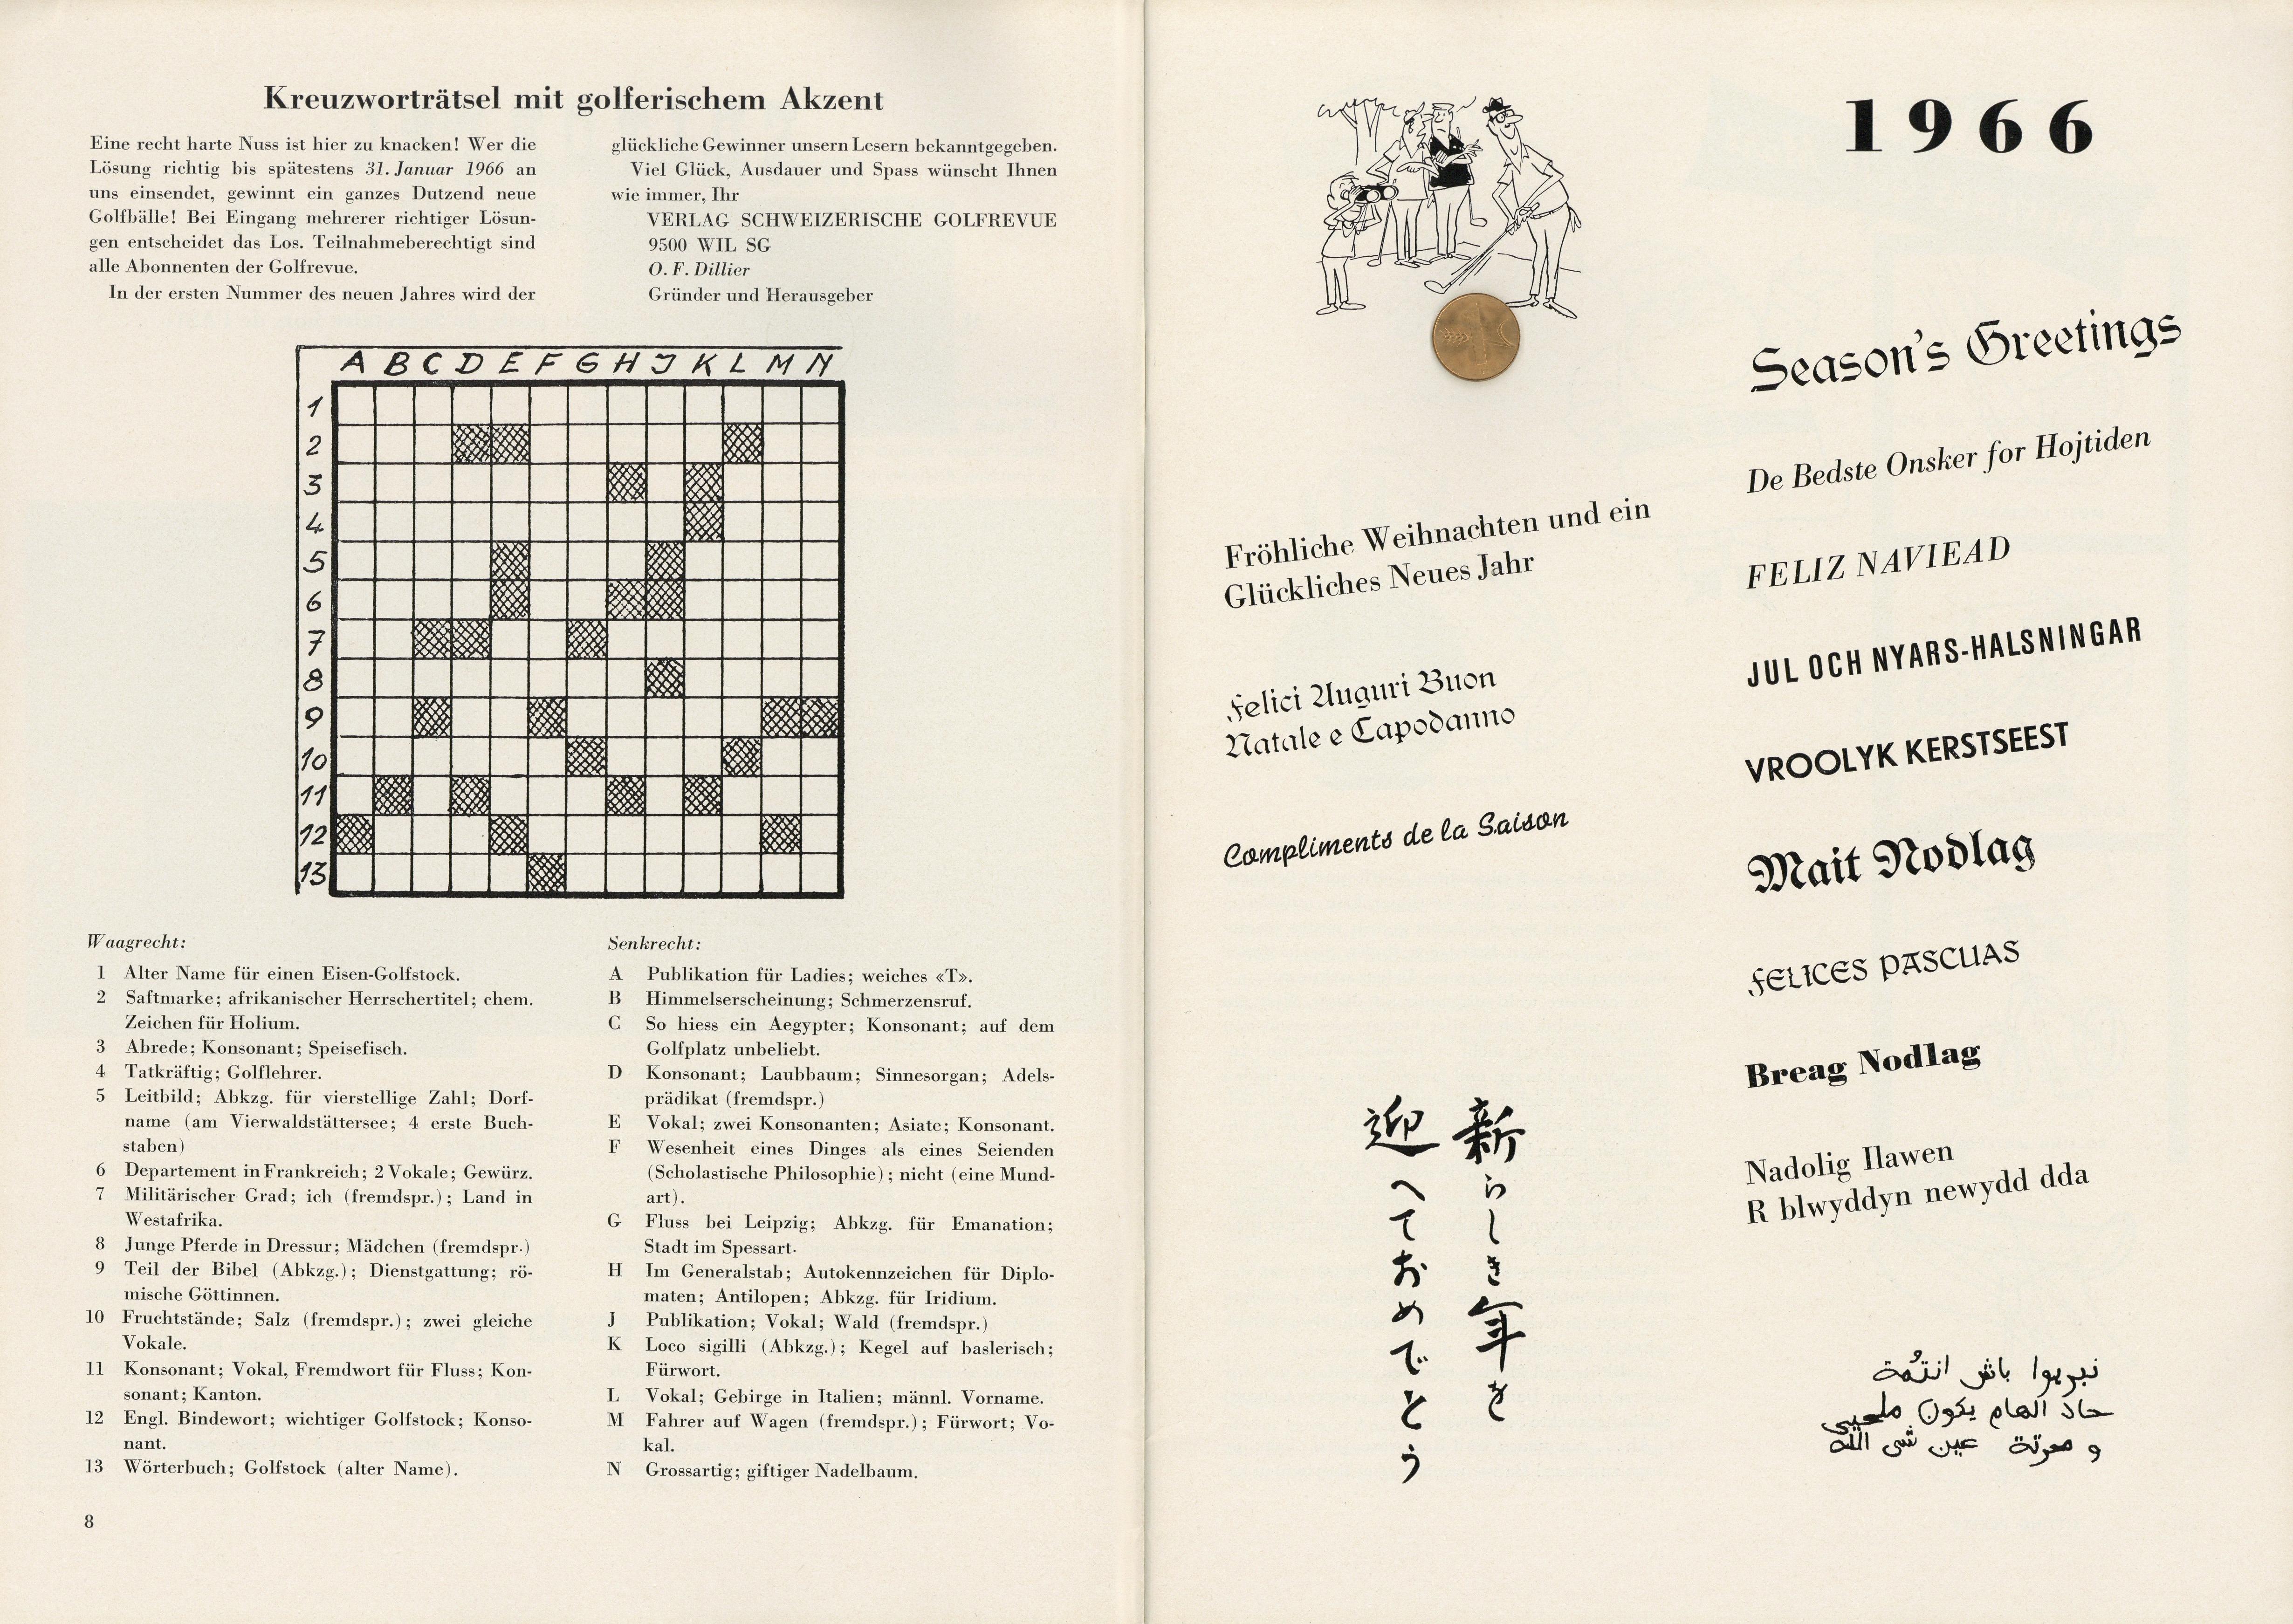 Kreuzworträtsel mit golferischem Akzent
Eine recht harte Nuss ist hier zu knacken! Wer die
Lösung richtig bis spätestens 31. Januar 1966 an
uns einsendet, gewinnt ein ganzes Dutzend neue
Golfbälle! Bei Eingang mehrerer richtiger Lösun-
gen entscheidet das Los. Teilnahmeberechtigt sind
alle Abonnenten der Golfrevue.
In der ersten Nummer des neuen Jahres wird der
glückliche Gewinner unsern Lesern bekanntgegeben.
Viel Glück, Ausdauer und Spass wünscht Ihnen
wie immer, Ihr
VERLAG SCHWEIZERISCHE GOLFREVUE
9500 WIL SG
O. F. Dillier
Gründer und Herausgeber
A B C D E F G H J K L M N
1
2
3
4
5
6
7
8
9
10
11
12
13
Waagrecht:
1 Alter Name für einen Eisen-Golfstock.
2 Saftmarke; afrikanischer Herrschertitel; chem.
Zeichen für Holium.
3 Abrede; Konsonant; Speisefisch.
4 Tatkräftig; Golflehrer.
5 Leitbild; Abkzg. für vierstellige Zahl; Dorf-
name (am Vierwaldstättersee; 4 erste Buch-
staben)
6 Departement in Frankreich; 2 Vokale; Gewürz.
7 Militärischer Grad; ich (fremdspr.); Land in
Westafrika.
8 Junge Pferde in Dressur; Mädchen (fremdspr.)
9 Teil der Bibel (Abkzg.); Dienstgattung; rö-
mische Göttinnen.
10 Fruchtstände; Salz (fremdspr.); zwei gleiche
Vokale.
11 Konsonant; Vokal, Fremdwort für Fluss; Kon-
sonant; Kanton.
12 Engl. Bindewort; wichtiger Golfstock; Konso-
nant.
13 Wörterbuch; Golfstock (alter Name).
Senkrecht:
A Publikation für Ladies; weiches «T».
B Himmelserscheinung; Schmerzensruf.
C So hiess ein Aegypter; Konsonant; auf dem
Golfplatz unbeliebt.
D Konsonant; Laubbaum; Sinnesorgan; Adels-
prädikat (fremdspr.)
E Vokal; zwei Konsonanten; Asiate; Konsonant.
F Wesenheit eines Dinges als eines Seienden
(Scholastische Philosophie); nicht (eine Mund-
art).
G Fluss bei Leipzig; Abkzg. für Emanation;
Stadt im Spessart.
H Im Generalstab; Autokennzeichen für Diplo-
maten; Antilopen; Abkzg. für Iridium.
J Publikation; Vokal; Wald (fremdspr.)
K Loco sigilli (Abkzg.); Kegel auf baslerisch;
Fürwort.
L Vokal; Gebirge in Italien; männl. Vorname.
M Fahrer auf Wagen (fremdspr.); Fürwort; Vo-
kal.
N Grossartig; giftiger Nadelbaum.
8
1966
Fröhliche Weihnachten und ein
Glückliches Neues Jahr
Felici Auguri Buon
Natale e Capodanno
Compliments de la Saison
新らしき年を
迎へておめでとう
Season's Greetings
De Bedste Onsker for Hojtiden
FELIZ NAVIEAD
JUL OCH NYARS-HALSNINGAR
VROOLYK KERSTSEEST
Mait Nodlag
FELICES PASCUAS
Breag Nodlag
Nadolig Ilawen
R blwyddyn newydd dda
باش
يكون
الله